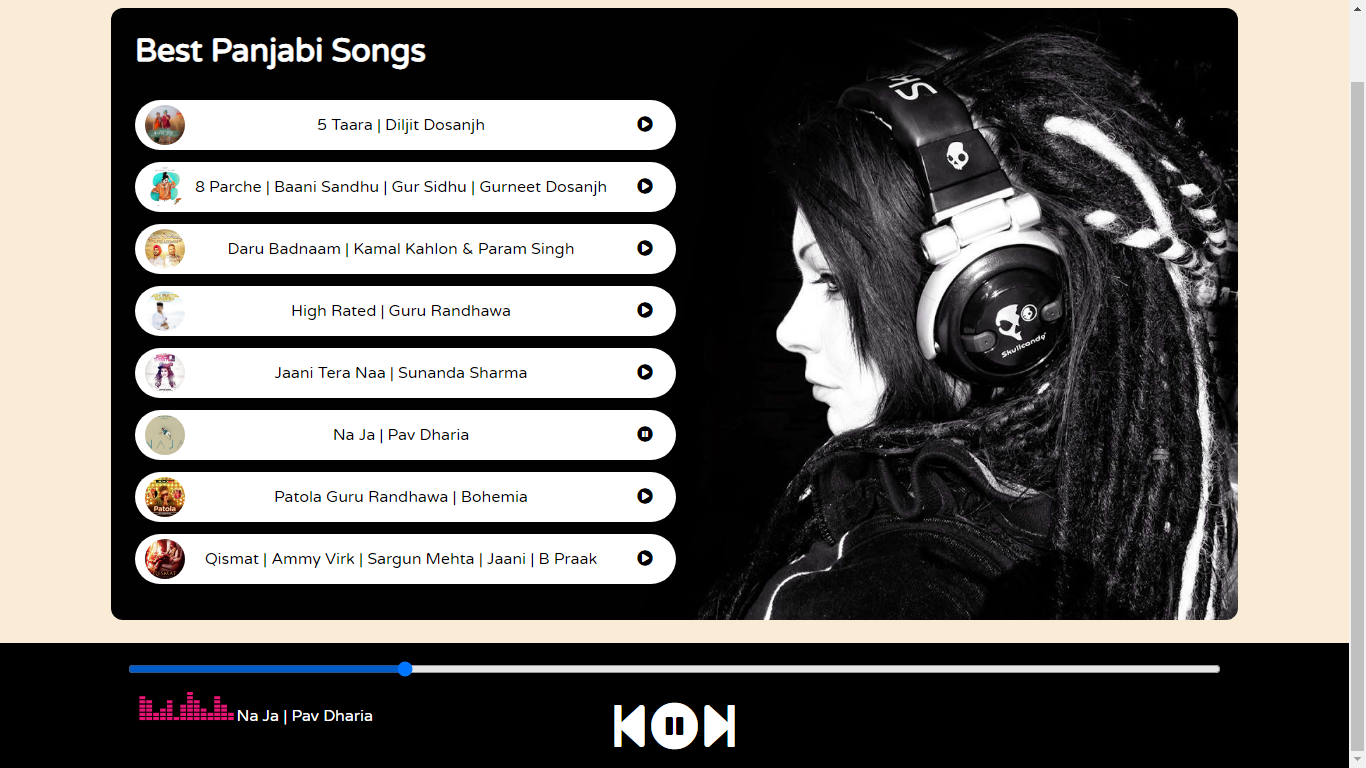 Best Panjabi Songs
5 Taara | Diljit Dosanjh
8 Parche | Baani Sandhu | Gur Sidhu | Gurneet Dosanjh
Daru Badnaam | Kamal Kahlon & Param Singh
High Rated | Guru Randhawa
Jaani Tera Naa | Sunanda Sharma
Na Ja | Pav Dharia
Patola Guru Randhawa | Bohemia
Patola
Qismat | Ammy Virk | Sargun Mehta | Jaani | B Praak
Skullcandy
Na Ja | Pav Dharia